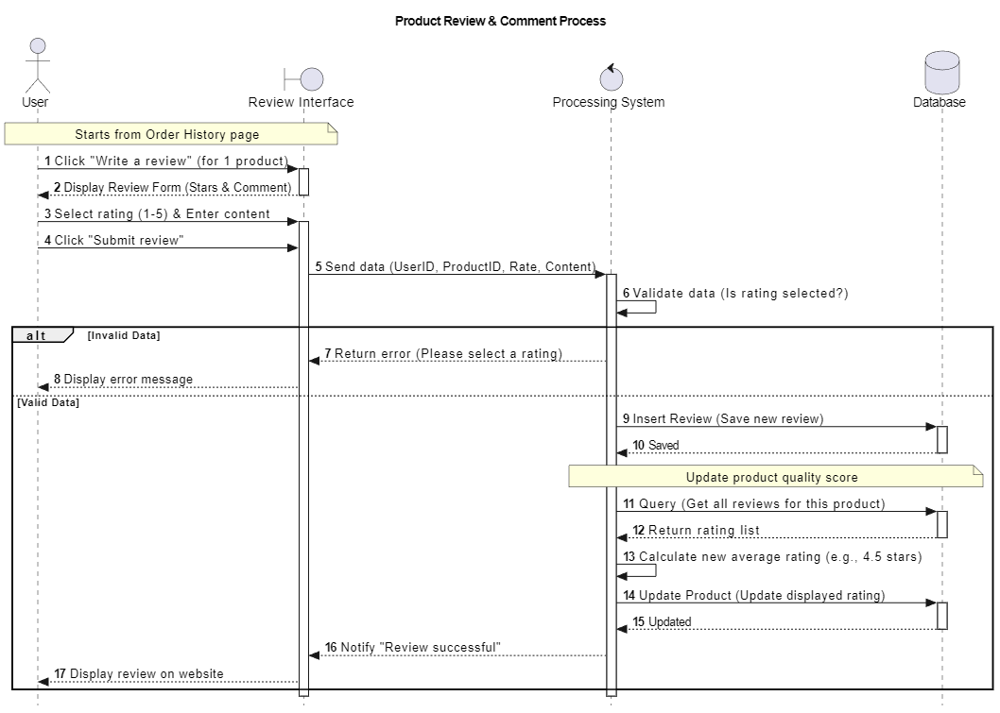 Product Review & Comment Process
User
Review Interface
Processing System
Database
Starts from Order History page
1 Click "Write a review" (for 1 product)
2 Display Review Form (Stars & Comment)
3 Select rating (1-5) & Enter content
4 Click "Submit review"
5 Send data (UserID, ProductID, Rate, Content)
6 Validate data (Is rating selected?)
alt [Invalid Data]
7 Return error (Please select a rating)
8 Display error message
[Valid Data]
9 Insert Review (Save new review)
10 Saved
Update product quality score
11 Query (Get all reviews for this product)
12 Return rating list
13 Calculate new average rating (e.g., 4.5 stars)
14 Update Product (Update displayed rating)
15 Updated
16 Notify "Review successful"
17 Display review on website